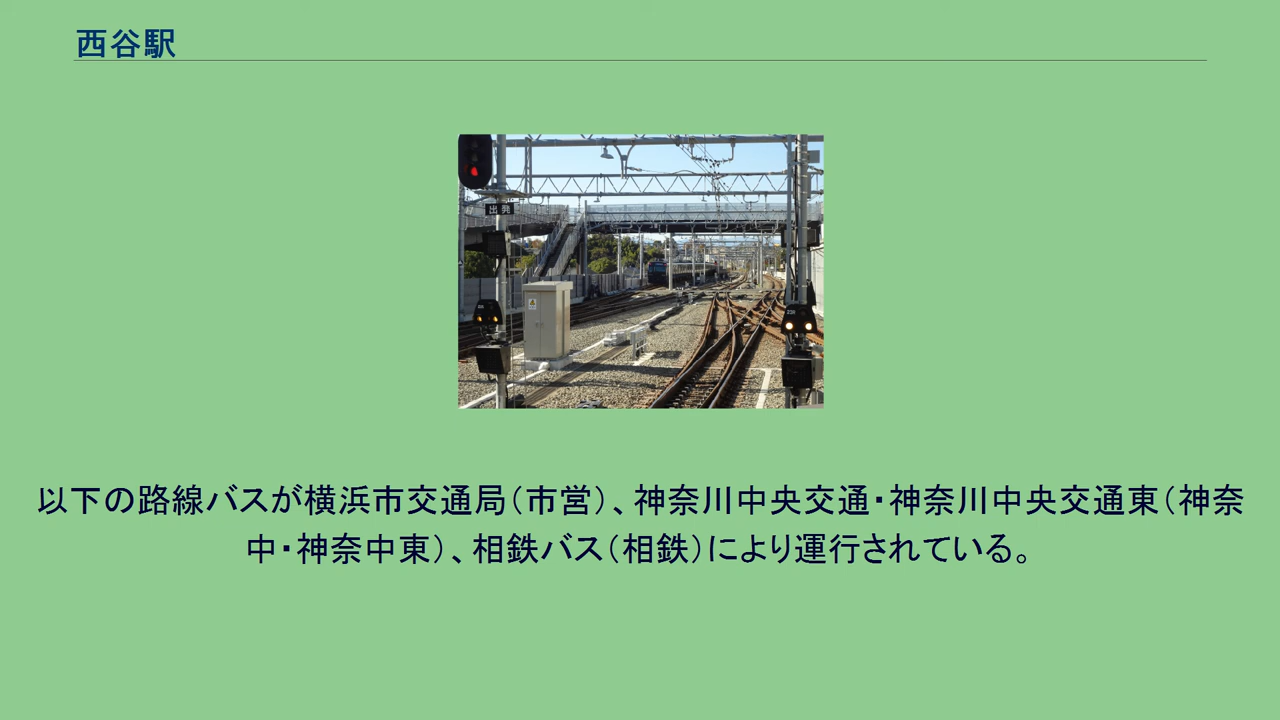 西谷駅
出発
以下の路線バスが横浜市交通局（市営）、神奈川中央交通・神奈川中央交通東（神奈
中・神奈中東）、相鉄バス（相鉄）により運行されている。